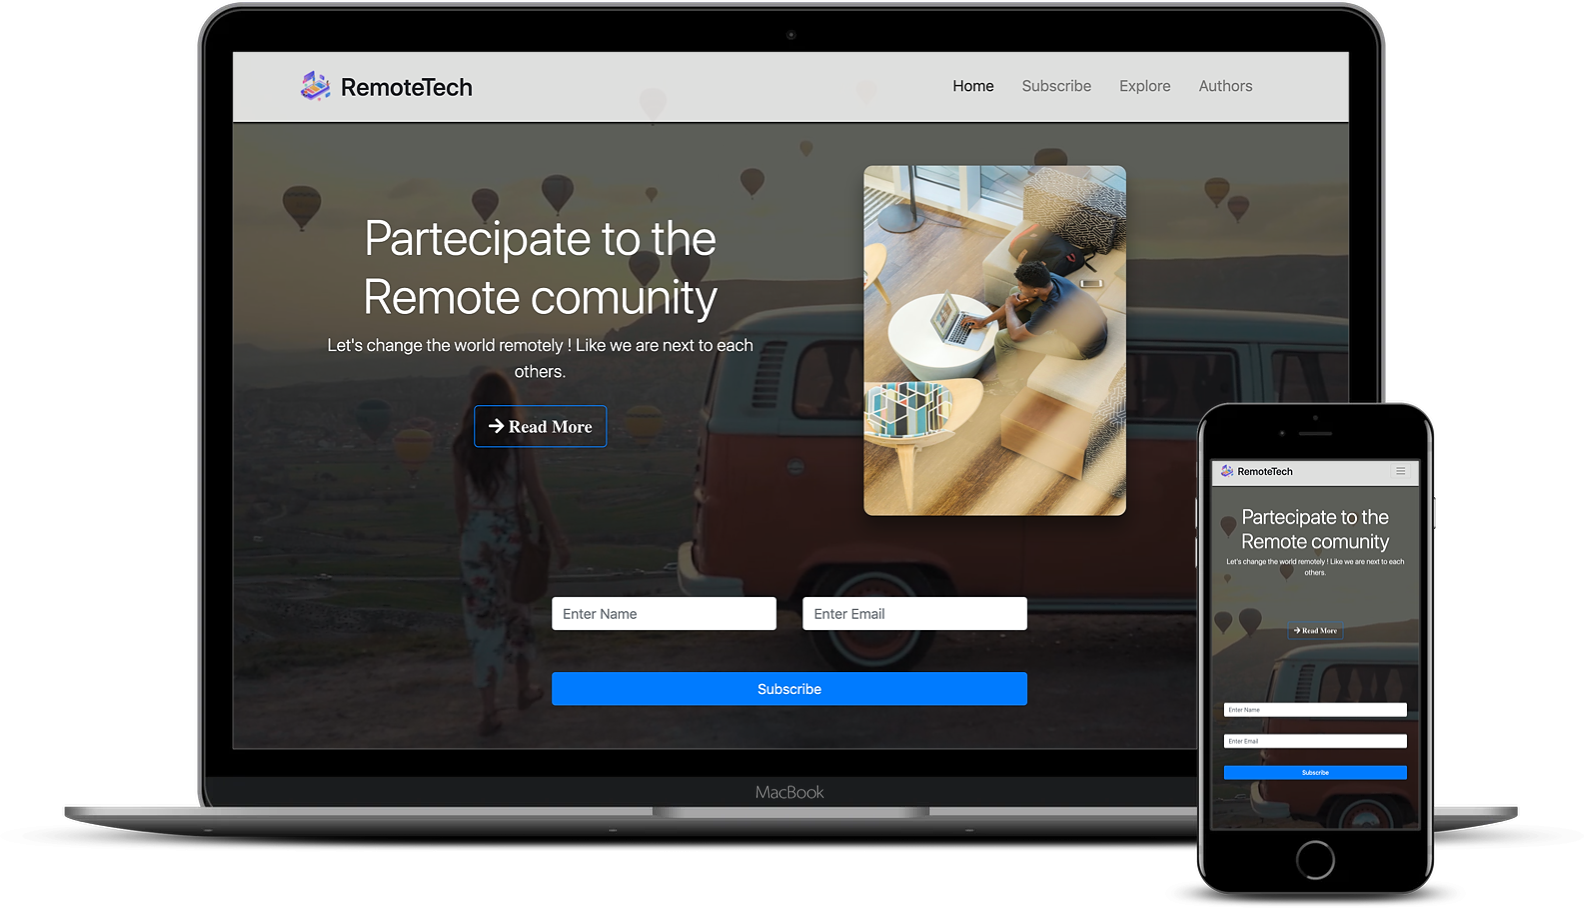 RemoteTech
Home Subscribe Explore Authors
Partecipate to the
Remote comunity
Let's change the world remotely ! Like we are next to each
others.
Read More
Enter Name Enter Email
Subscribe
MacBook
RemoteTech
Partecipate to the
Remote comunity
Let's change the world remotely ! Like we are next to each
others.
Read More
Enter Name
Enter Email
Subscribe